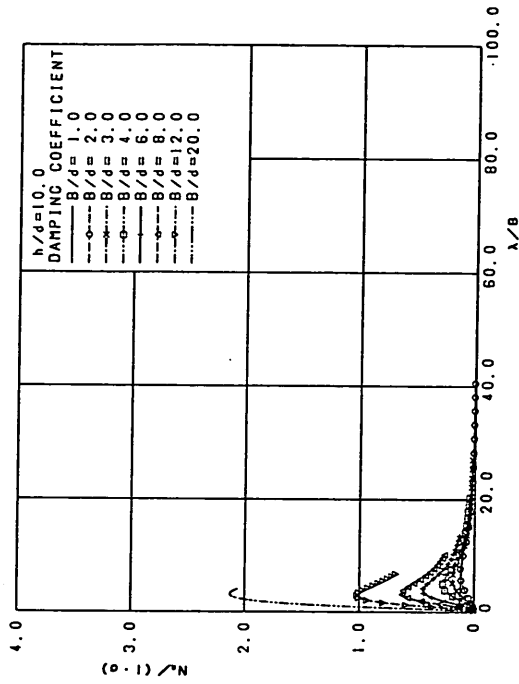 h/d=10.0
DAMPING COEFFICIENT
B/d= 1.0
B/d= 2.0
B/d= 3.0
B/d= 4.0
B/d= 6.0
B/d= 8.0
B/d=12.0
B/d=20.0
4.0
3.0
2.0
1.0
0
0
20.0
40.0
60.0
80.0
100.0
λ/B